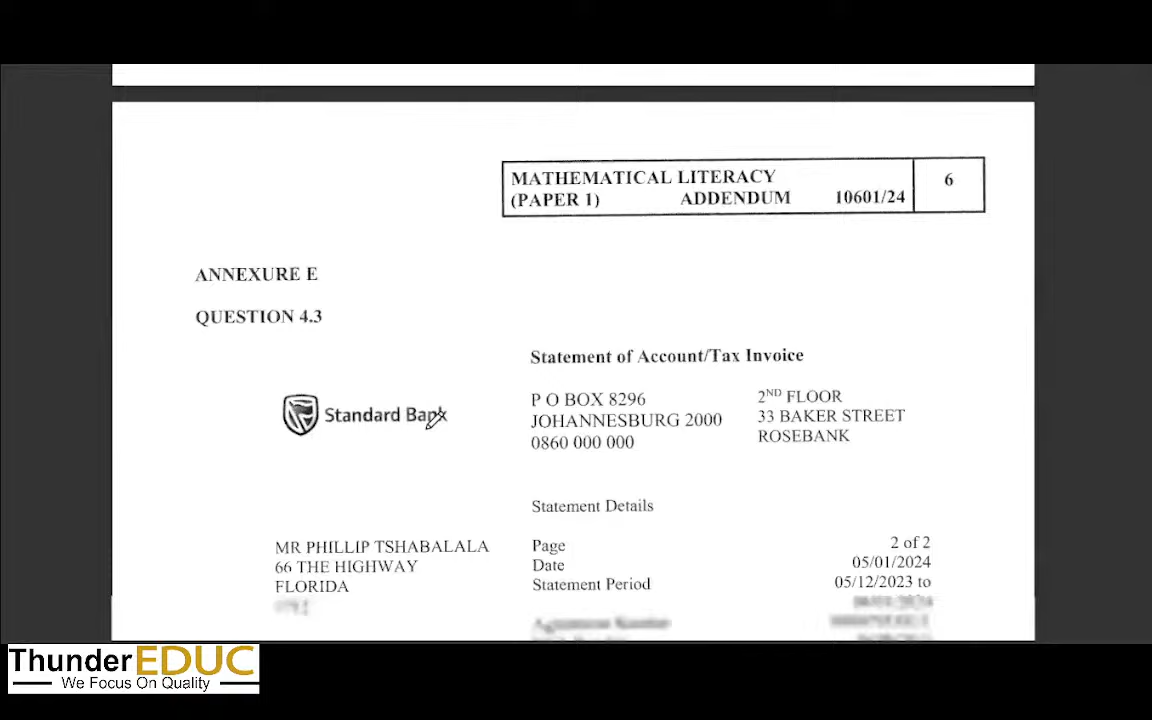 MATHEMATICAL LITERACY
(PAPER 1) ADDENDUM 10601/24
6
ANNEXURE E
QUESTION 4.3
Statement of Account/Tax Invoice
Standard Bank
P O BOX 8296
JOHANNESBURG 2000
0860 000 000
2ND FLOOR
33 BAKER STREET
ROSEBANK
Statement Details
MR PHILLIP TSHABALALA
66 THE HIGHWAY
FLORIDA
Page 2 of 2
Date 05/01/2024
Statement Period 05/12/2023 to
ThunderEDUC
We Focus On Quality